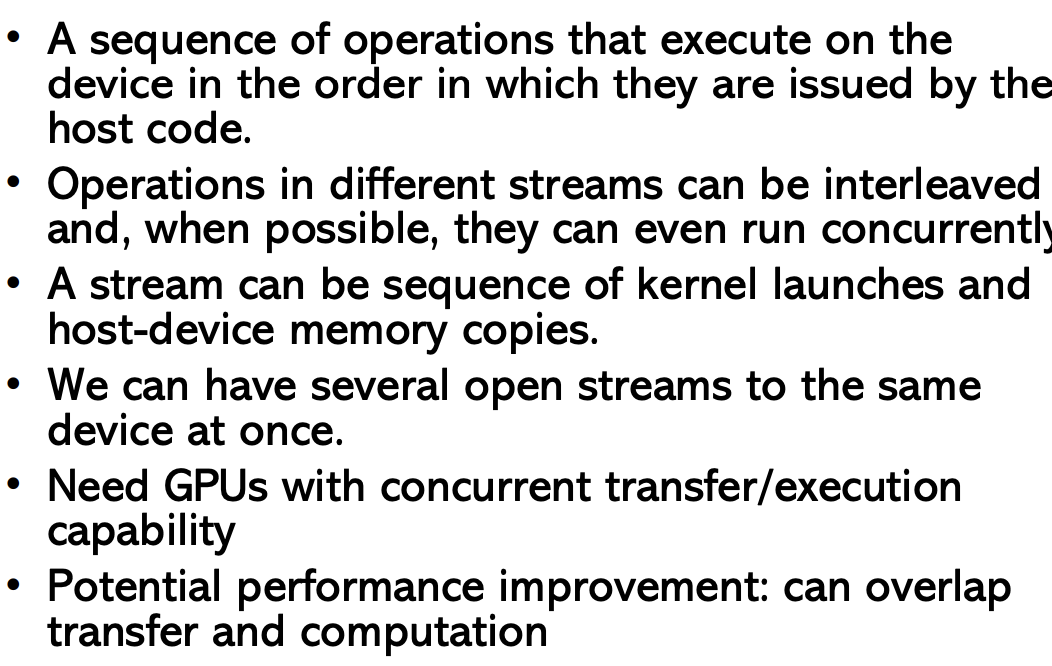 • A sequence of operations that execute on the
device in the order in which they are issued by the
host code.
• Operations in different streams can be interleaved
and, when possible, they can even run concurrently
• A stream can be sequence of kernel launches and
host-device memory copies.
• We can have several open streams to the same
device at once.
• Need GPUs with concurrent transfer/execution
capability
• Potential performance improvement: can overlap
transfer and computation